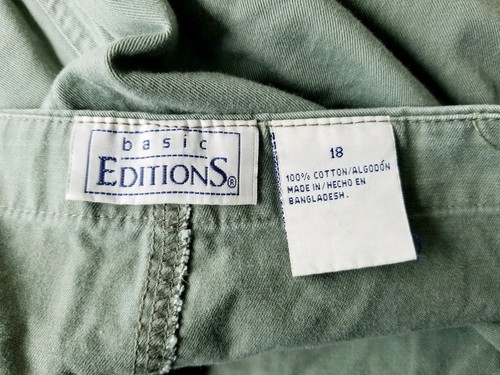 basic
EDITIONS®
18
100% COTTON/ALGODÓN
MADE IN/HECHO EN
BANGLADESH.